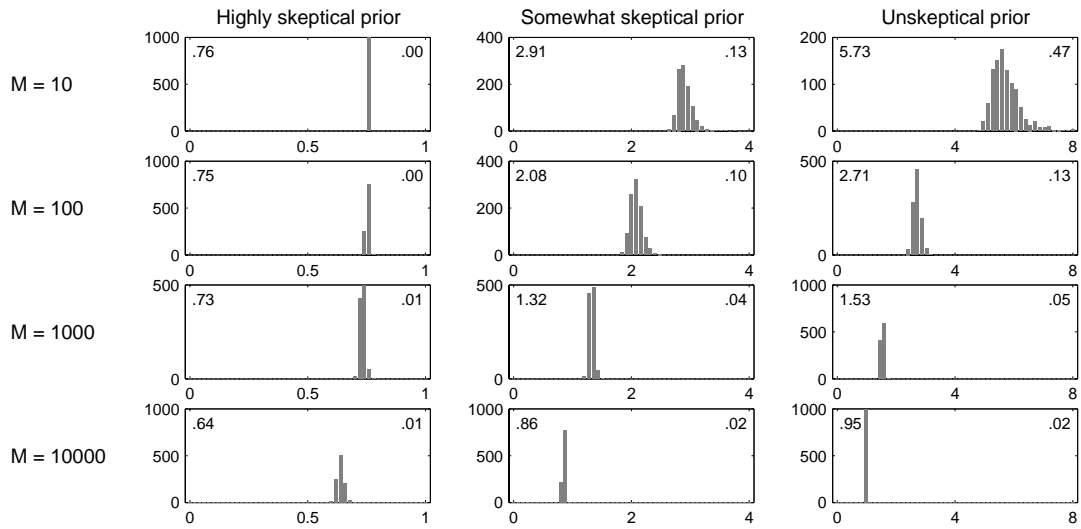 Highly skeptical prior Somewhat skeptical prior Unskeptical prior
M = 10
1000 500 0
.76 .00
0 0.5 1
400 200 0
2.91 .13
0 2 4
200 100 0
5.73 .47
0 4 8
M = 100
1000 500 0
.75 .00
0 0.5 1
400 200 0
2.08 .10
0 2 4
500 0
2.71 .13
0 4 8
M = 1000
500 0
.73 .01
0 0.5 1
500 0
1.32 .04
0 2 4
1000 500 0
1.53 .05
0 4 8
M = 10000
1000 500 0
.64 .01
0 0.5 1
1000 500 0
.86 .02
0 2 4
1000 500 0
.95 .02
0 4 8